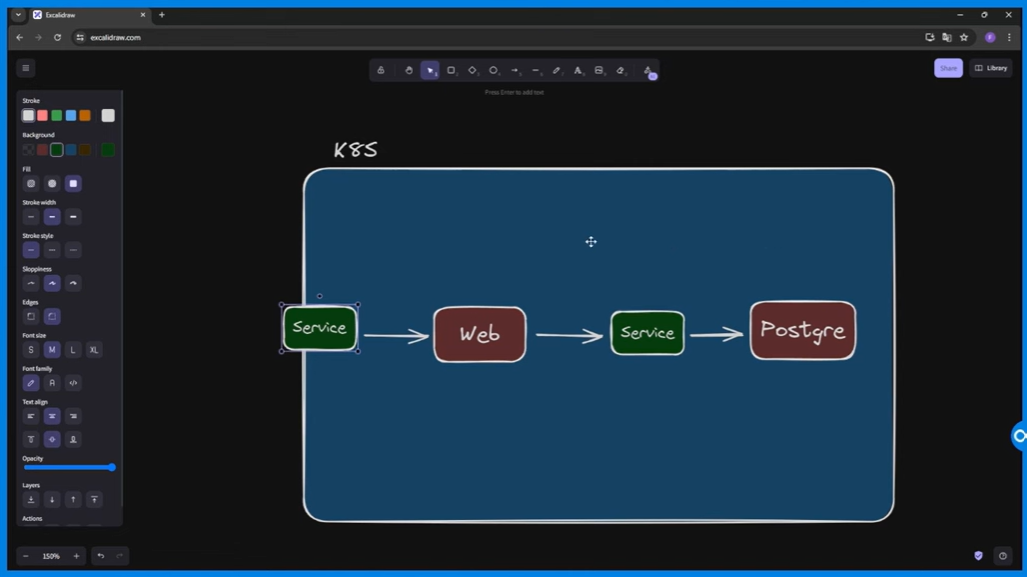 Excalidraw
excalidraw.com
Share
Library
Press Enter to add text
Stroke
Background
Fill
Stroke width
Stroke style
Sloppiness
Edges
Font size
S M L XL
Font family
Text align
Opacity
Layers
Actions
K8S
Service
Web
Service
Postgre
150%